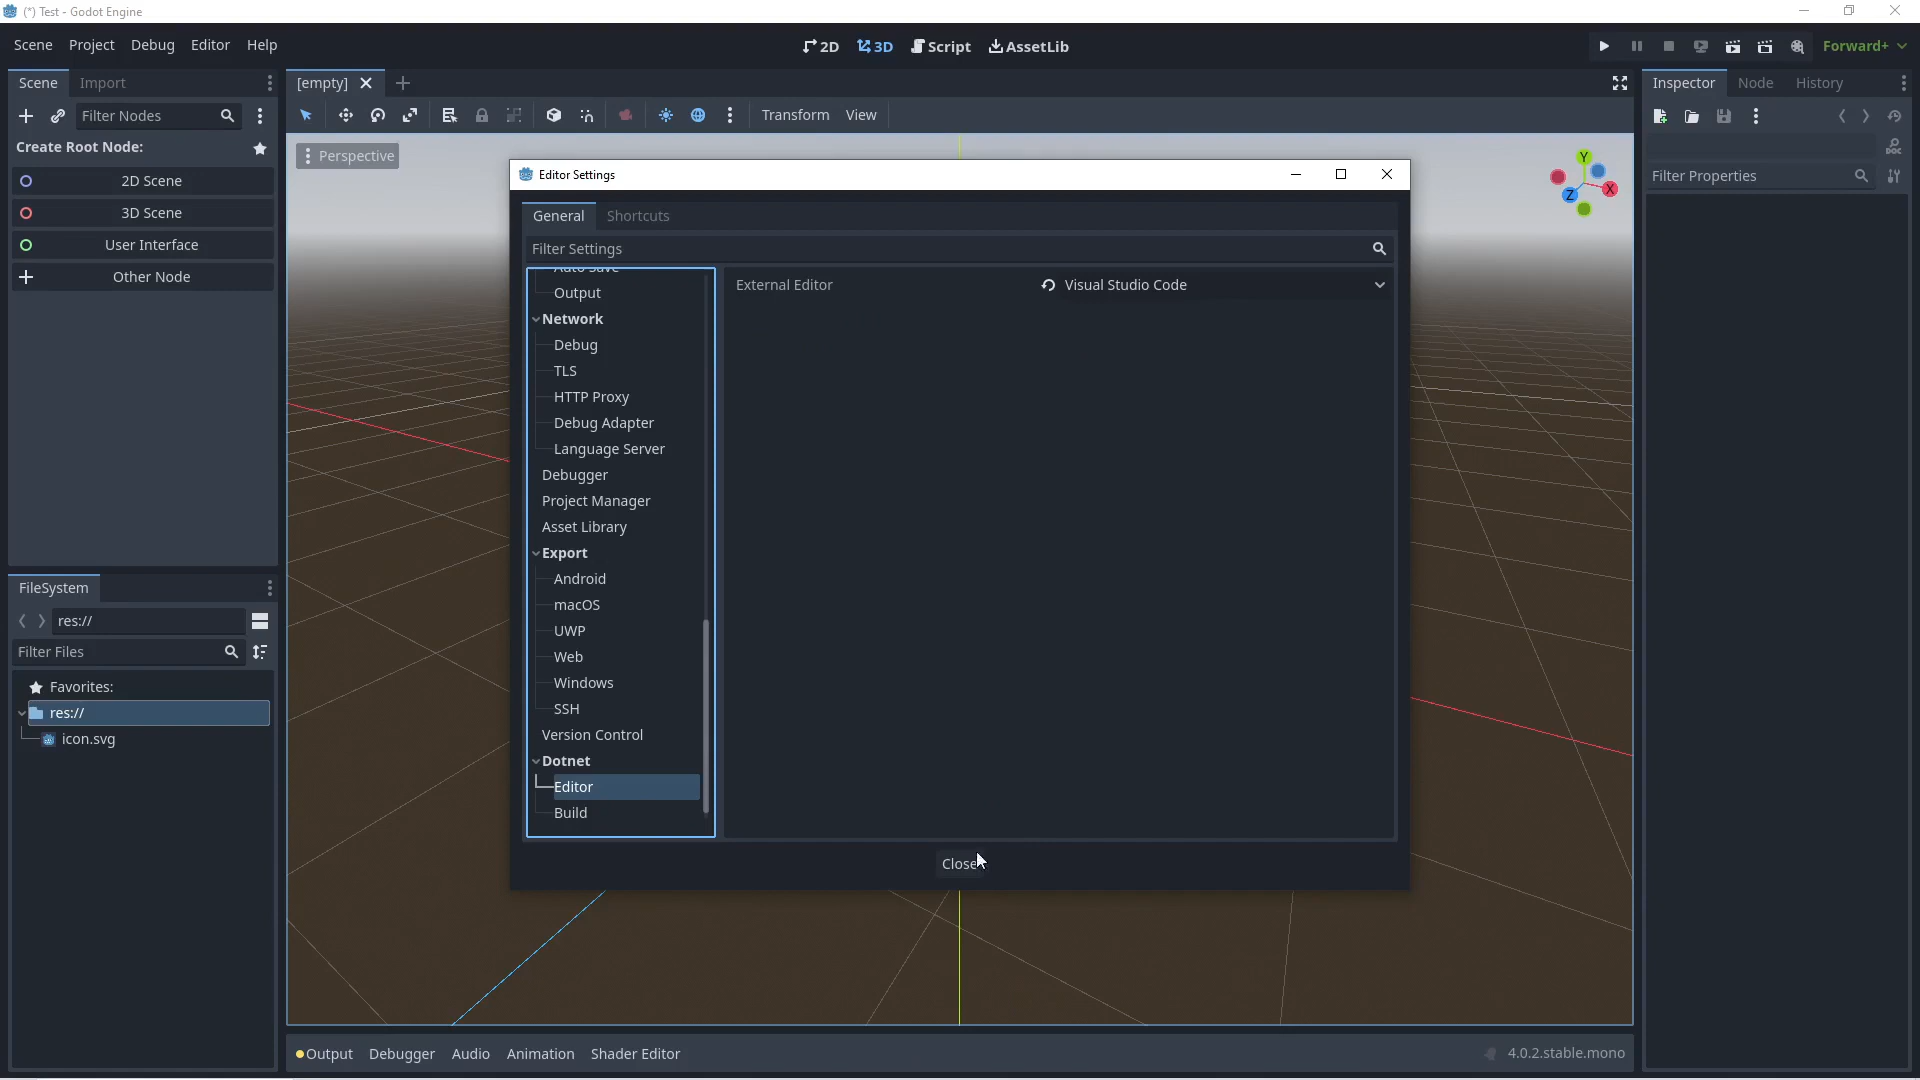 (*) Test - Godot Engine
Scene Project Debug Editor Help
2D 3D Script AssetLib
Forward+
Scene Import
Filter Nodes
Create Root Node:
2D Scene
3D Scene
User Interface
Other Node
FileSystem
res://
Filter Files
Favorites:
res://
icon.svg
[empty]
Transform View
Perspective
Y
X
Z
Editor Settings
General Shortcuts
Filter Settings
Auto Save
Output
Network
Debug
TLS
HTTP Proxy
Debug Adapter
Language Server
Debugger
Project Manager
Asset Library
Export
Android
macOS
UWP
Web
Windows
SSH
Version Control
Dotnet
Editor
Build
External Editor Visual Studio Code
Close
Output Debugger Audio Animation Shader Editor
4.0.2.stable.mono
Inspector Node History
DOC
Filter Properties